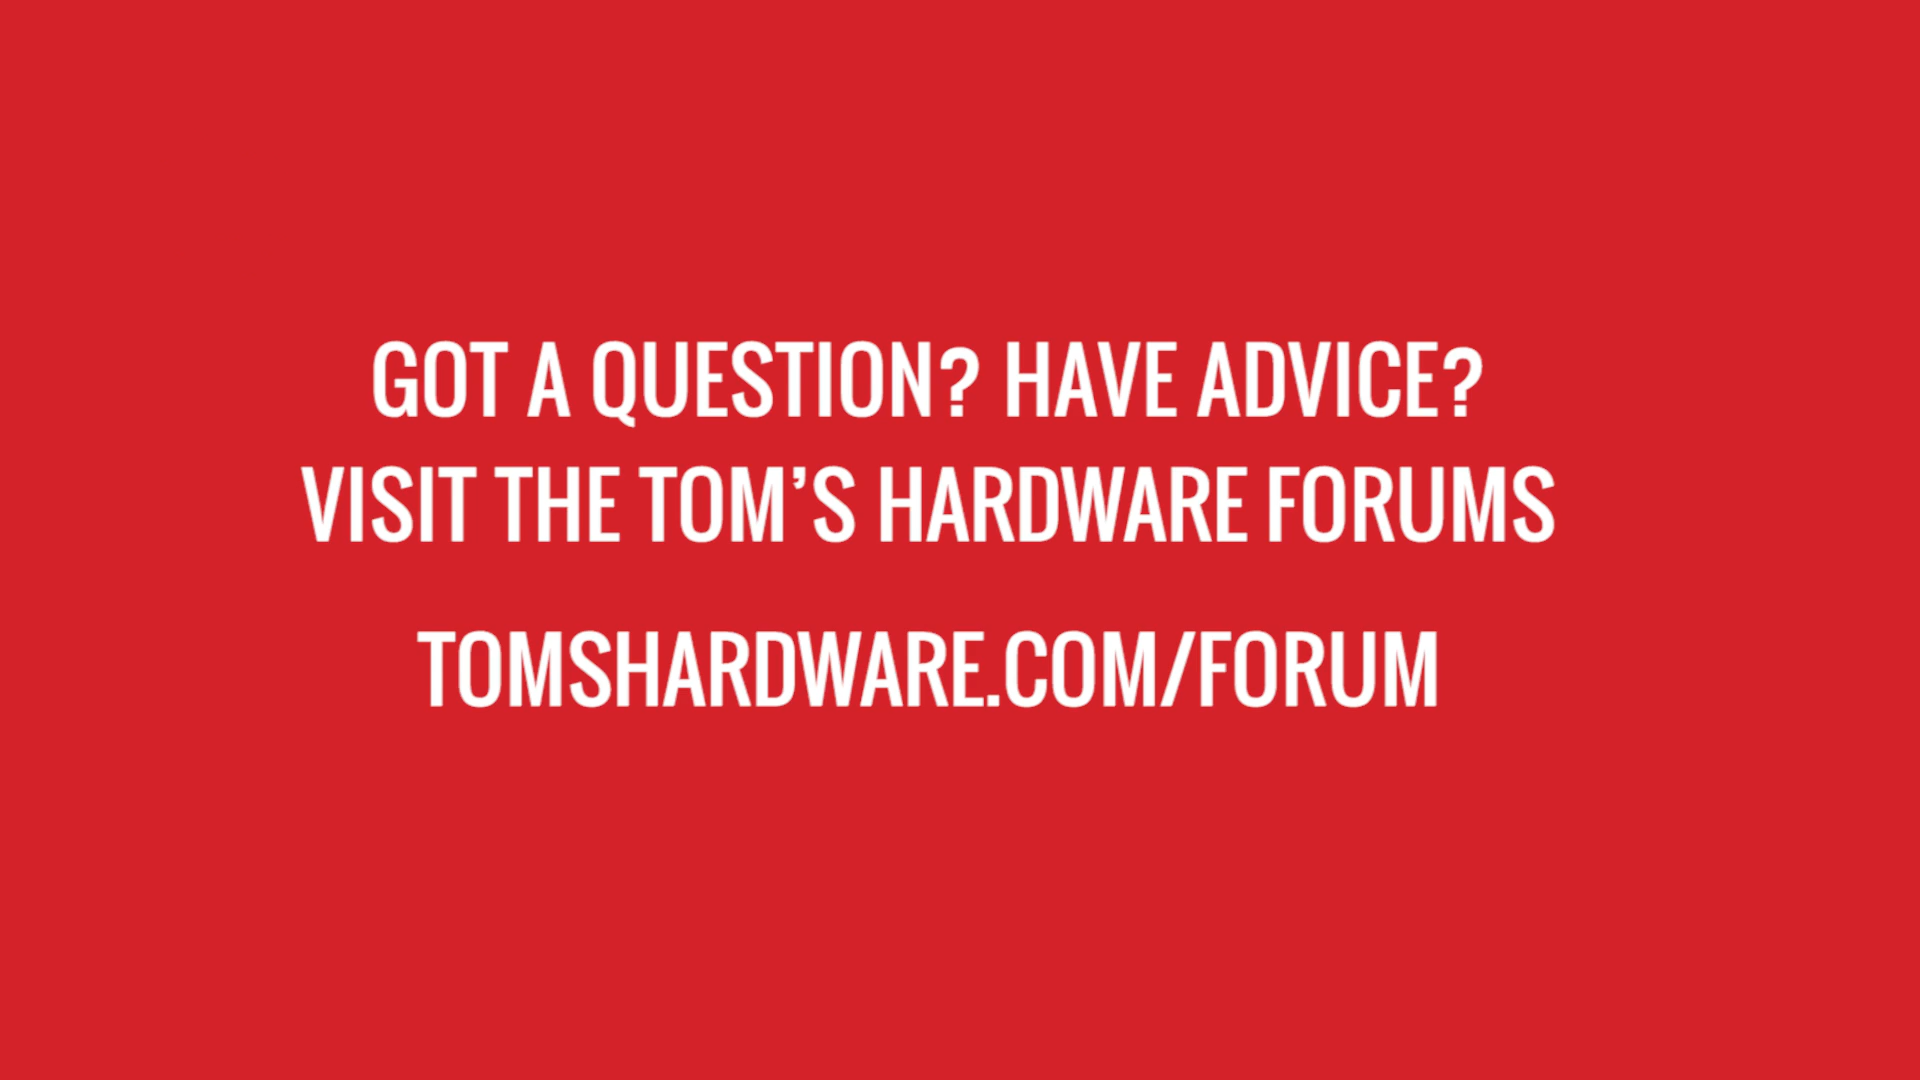 GOT A QUESTION? HAVE ADVICE?
VISIT THE TOM’S HARDWARE FORUMS
TOMSHARDWARE.COM/FORUM